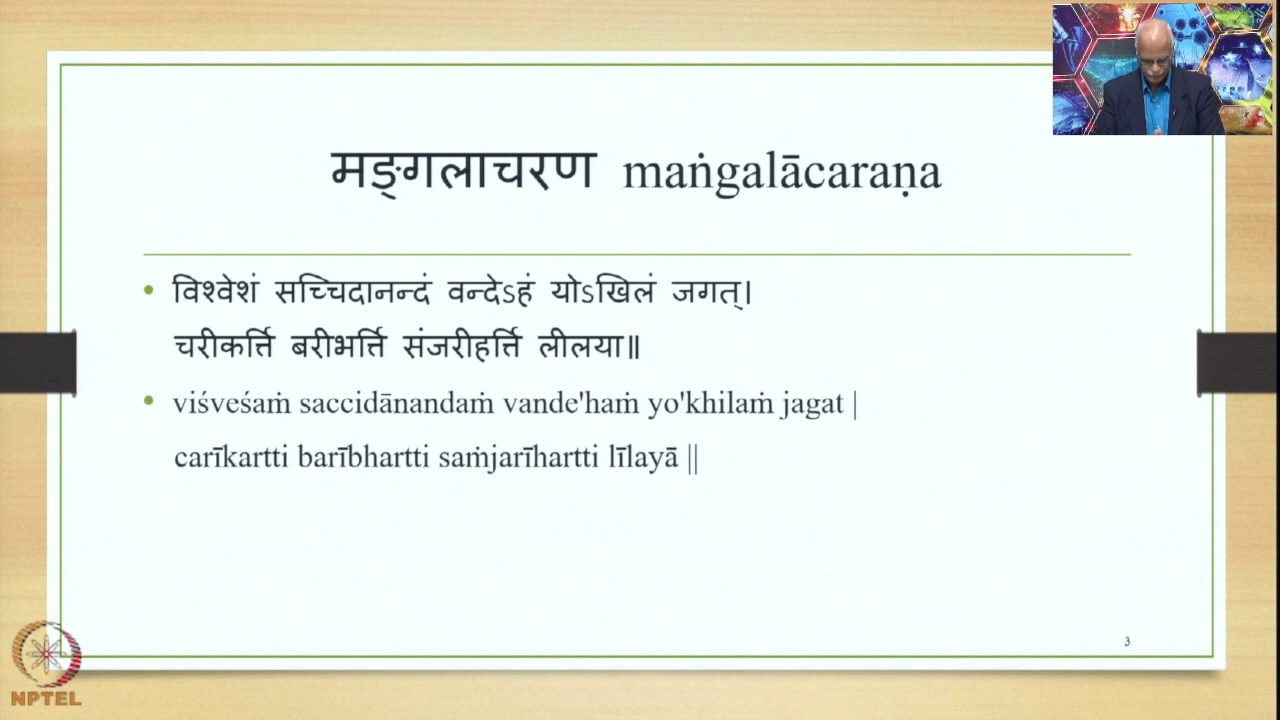 मङ्गलाचरण maṅgalācaraṇa
• विश्वेशं सच्चिदानन्दं वन्देऽहं योऽखिलं जगत्।
चरीकर्त्ति बरीभर्त्ति संजरीहर्त्ति लीलया॥
• viśveśaṁ saccidānandaṁ vande'haṁ yo'khilaṁ jagat |
carīkartti barībhartti saṁjarīhartti līlayā ||
3
NPTEL